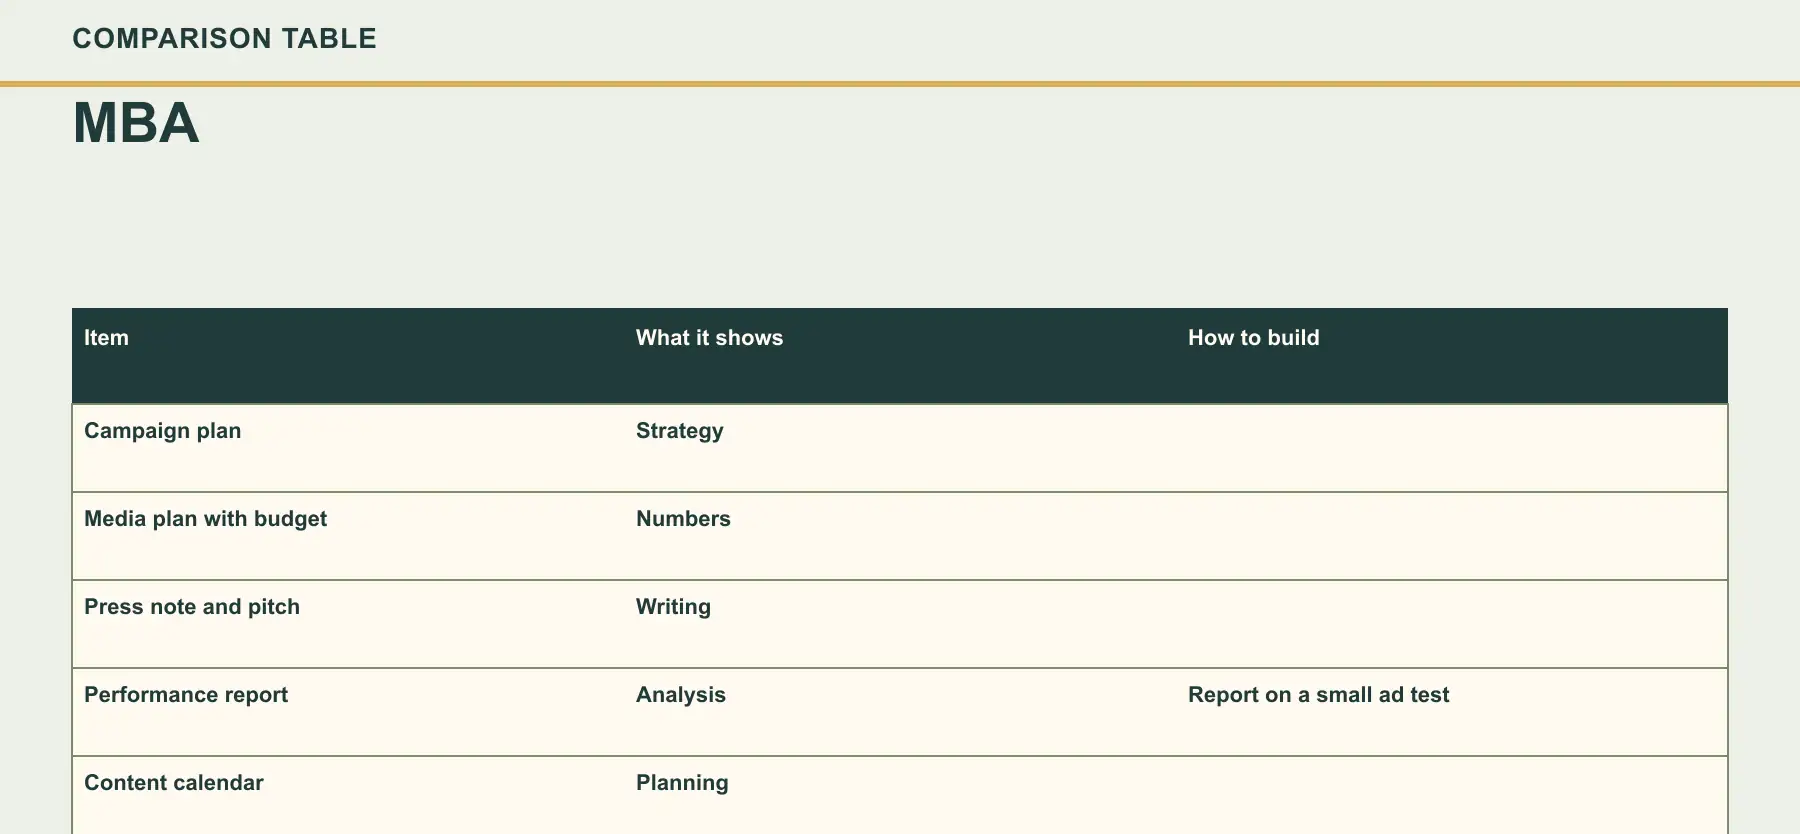 COMPARISON TABLE
MBA
Item What it shows How to build
Campaign plan Strategy
Media plan with budget Numbers
Press note and pitch Writing
Performance report Analysis Report on a small ad test
Content calendar Planning